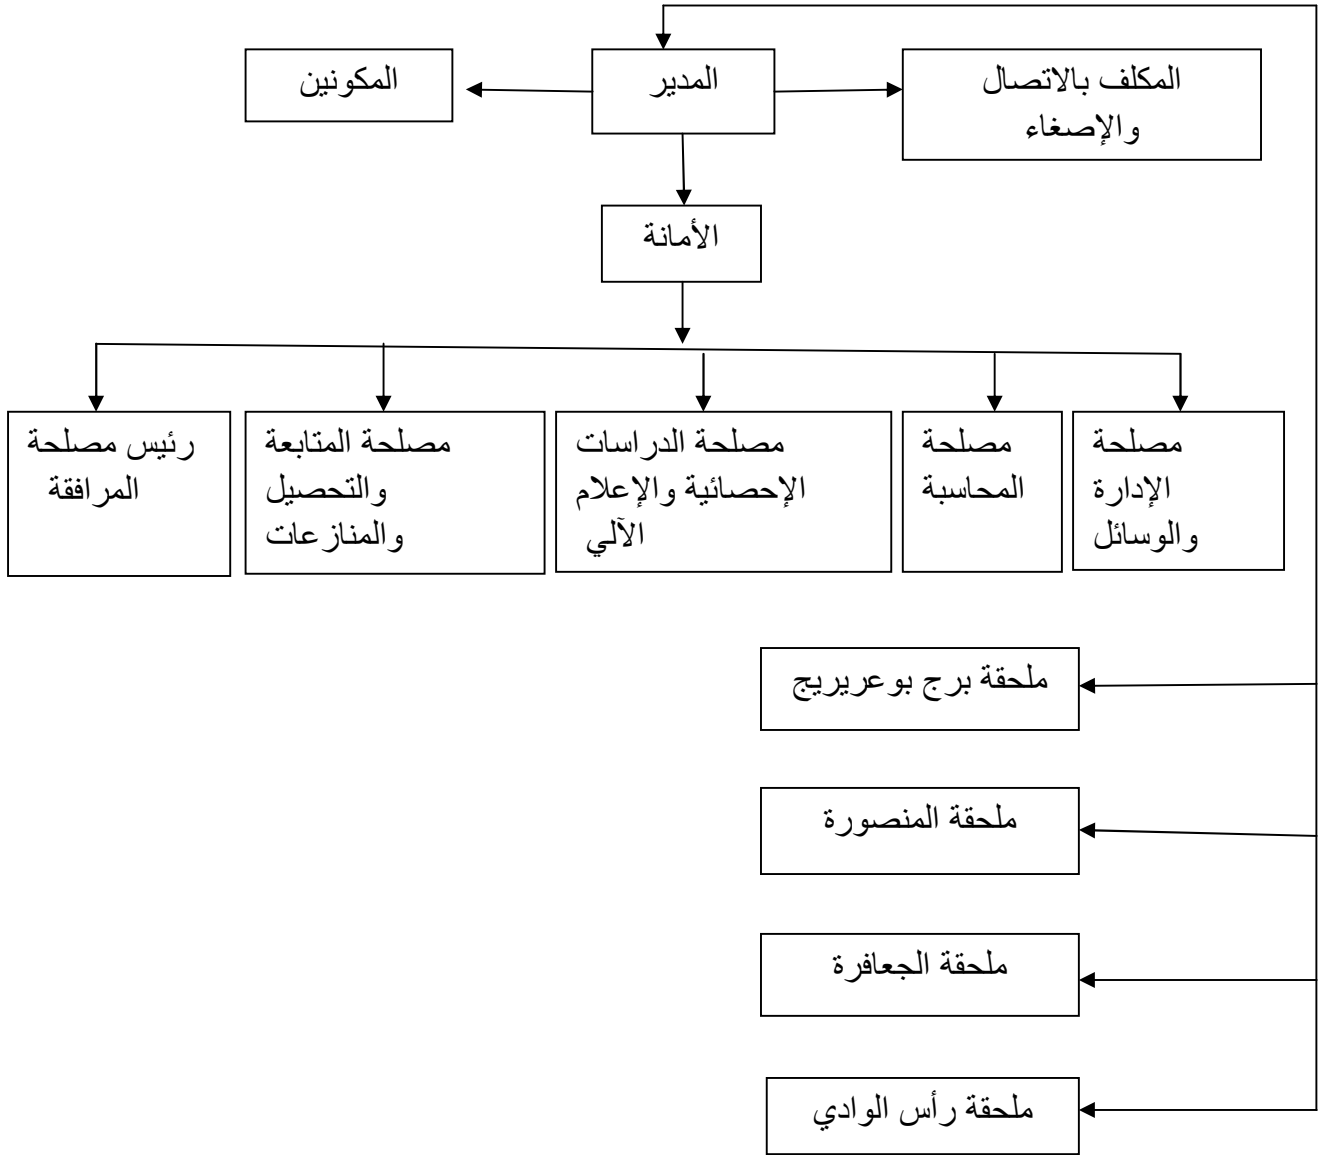 المكلف بالاتصال
والإصغاء
المدير
المكونين
الأمانة
مصلحة
الإدارة
والوسائل
مصلحة
المحاسبة
مصلحة الدراسات
الإحصائية والإعلام
الآلي
مصلحة المتابعة
والتحصيل
والمنازعات
رئيس مصلحة
المرافقة
ملحقة برج بوعريريج
ملحقة المنصورة
ملحقة الجعافرة
ملحقة رأس الوادي